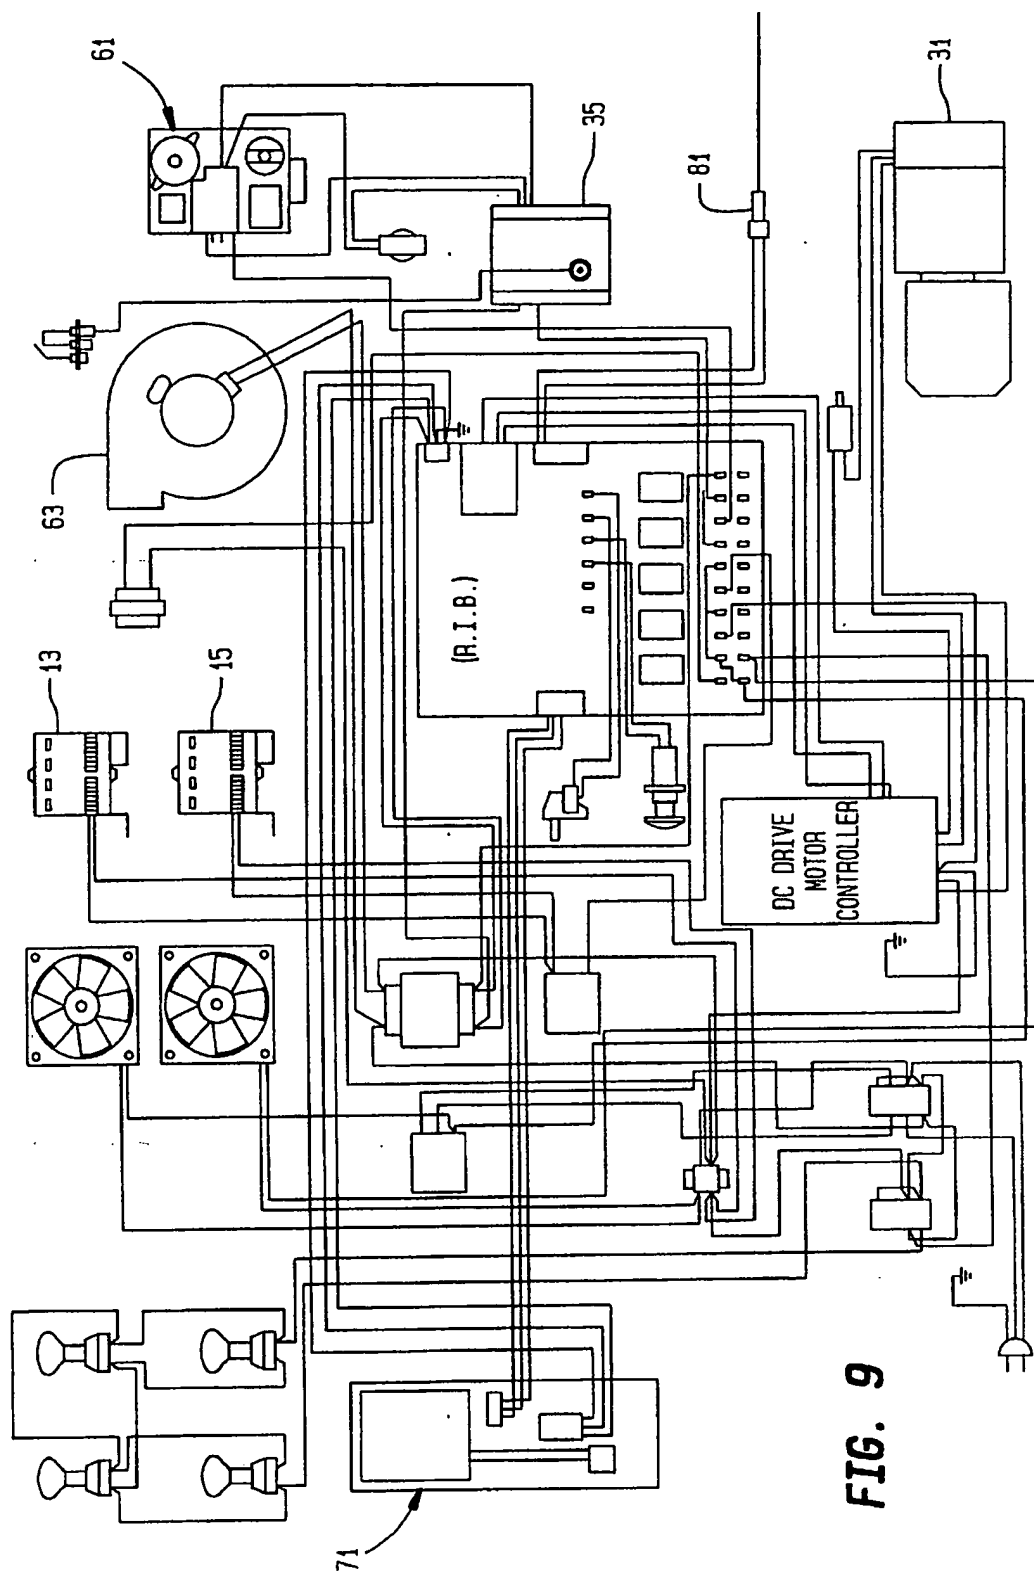 61
35
81
31
63
13
15
(R.I.B.)
DC DRIVE
MOTOR
CONTROLLER
71
FIG. 9